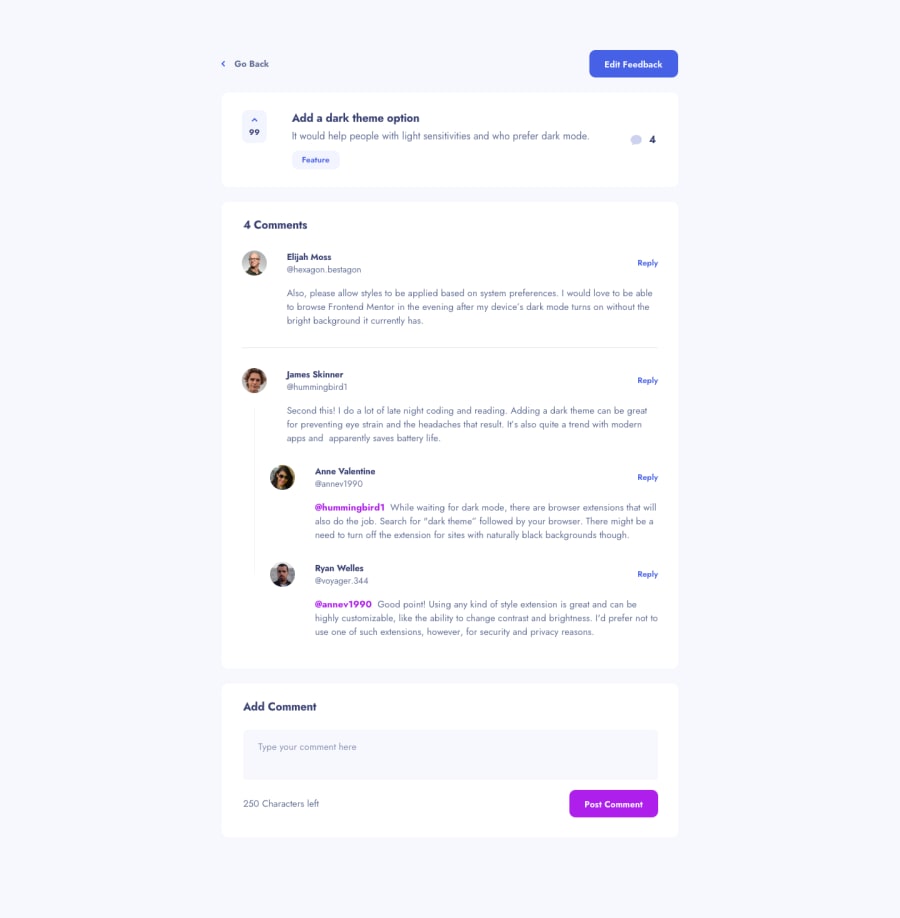 Go Back
Edit Feedback
99
Add a dark theme option
It would help people with light sensitivities and who prefer dark mode.
Feature
4
4 Comments
Elijah Moss
@hexagon.bestagon
Reply
Also, please allow styles to be applied based on system preferences. I would love to be able
to browse Frontend Mentor in the evening after my device's dark mode turns on without the
bright background it currently has.
James Skinner
@hummingbird1
Reply
Second this! I do a lot of late night coding and reading. Adding a dark theme can be great
for preventing eye strain and the headaches that result. It's also quite a trend with modern
apps and  apparently saves battery life.
Anne Valentine
@annev1990
Reply
@hummingbird1 While waiting for dark mode, there are browser extensions that will
also do the job. Search for "dark theme" followed by your browser. There might be a
need to turn off the extension for sites with naturally black backgrounds though.
Ryan Welles
@voyager.344
Reply
@annev1990 Good point! Using any kind of style extension is great and can be
highly customizable, like the ability to change contrast and brightness. I'd prefer not to
use one of such extensions, however, for security and privacy reasons.
Add Comment
Type your comment here
250 Characters left
Post Comment